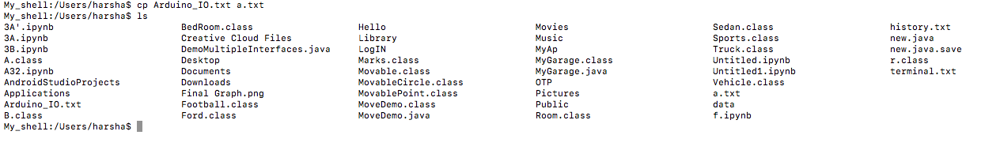 My_shell:/Users/harsha$ cp Arduino_IO.txt a.txt
My_shell:/Users/harsha$ ls
3A'.ipynb BedRoom.class Hello Movies Sedan.class history.txt
3A.ipynb Creative Cloud Files Library Music Sports.class new.java
3B.ipynb DemoMultipleInterfaces.java LogIN MyAp Truck.class new.java.save
A.class Desktop Marks.class MyGarage.class Untitled.ipynb r.class
A32.ipynb Documents Movable.class MyGarage.java Untitled1.ipynb terminal.txt
AndroidStudioProjects Downloads MovableCircle.class OTP Vehicle.class
Applications Final Graph.png MovablePoint.class Pictures a.txt
Arduino_IO.txt Football.class MoveDemo.class Public data
B.class Ford.class MoveDemo.java Room.class f.ipynb
My_shell:/Users/harsha$